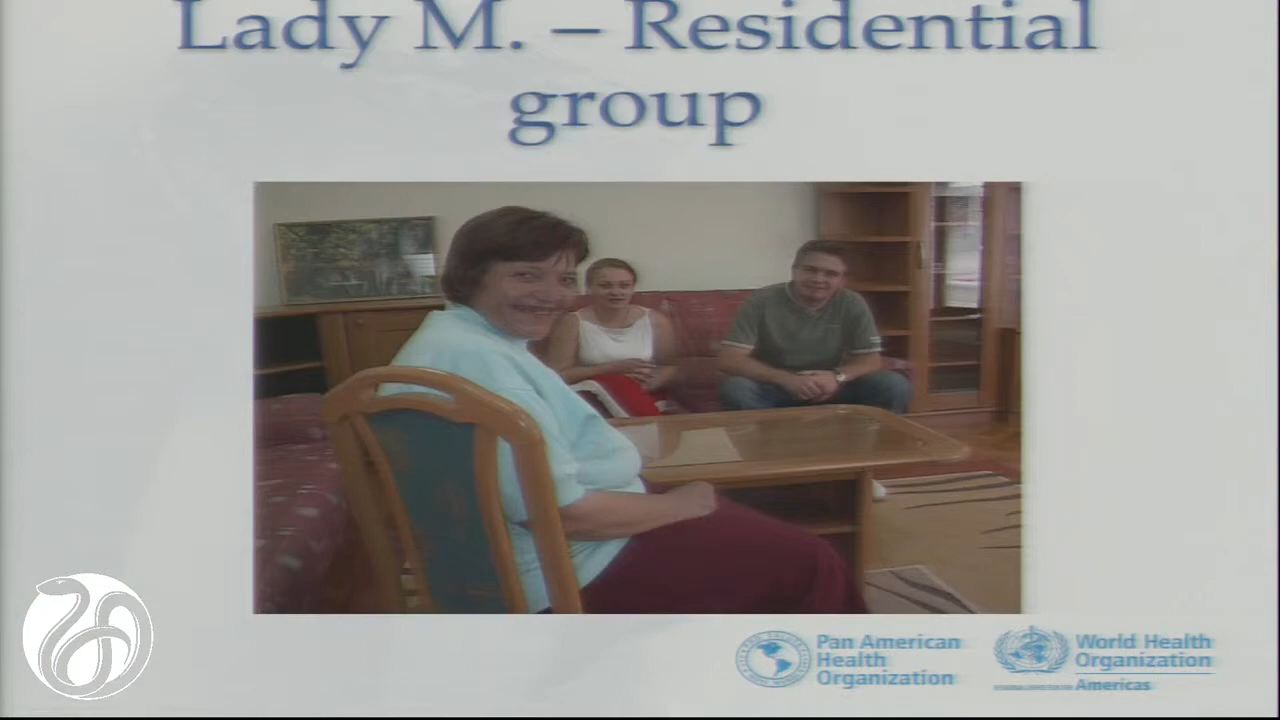 Lady M. – Residential
group
Pan American
Health
Organization
World Health
Organization
Americas